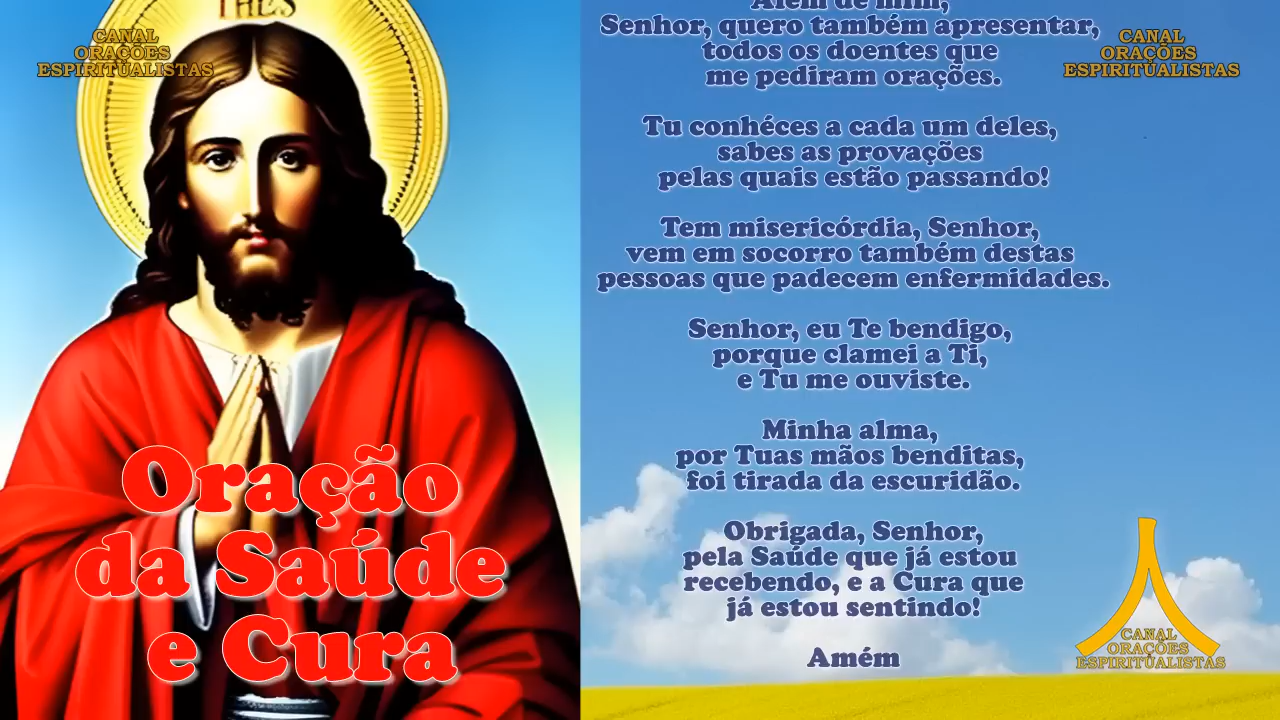 CANAL
ORAÇÕES
ESPIRITUALISTAS
Oração
da Saúde
e Cura
Além de mim,
Senhor, quero também apresentar,
todos os doentes que
me pediram orações.
Tu conhéces a cada um deles,
sabes as provações
pelas quais estão passando!
Tem misericórdia, Senhor,
vem em socorro também destas
pessoas que padecem enfermidades.
Senhor, eu Te bendigo,
porque clamei a Ti,
e Tu me ouviste.
Minha alma,
por Tuas mãos benditas,
foi tirada da escuridão.
Obrigada, Senhor,
pela Saúde que já estou
recebendo, e a Cura que
já estou sentindo!
Amém
CANAL
ORAÇÕES
ESPIRITUALISTAS
CANAL
ORAÇÕES
ESPIRITUALISTAS